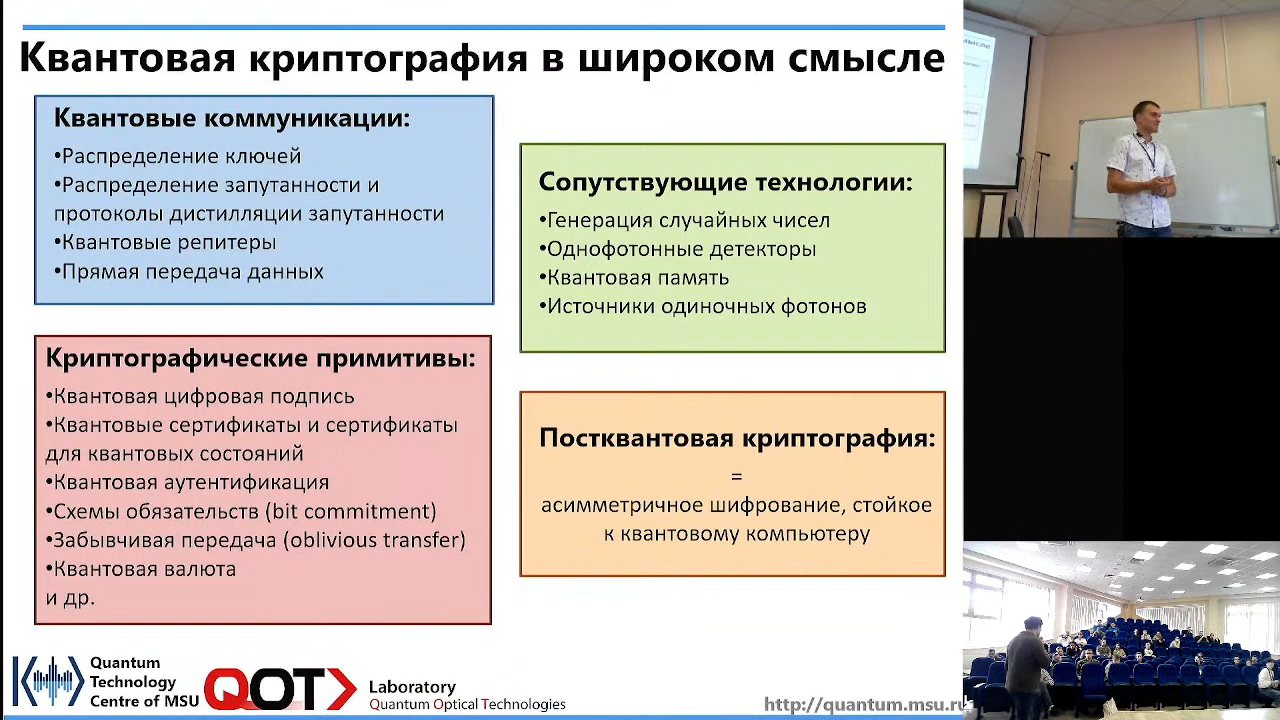 Квантовая криптография в широком смысле
Квантовые коммуникации:
•Распределение ключей
•Распределение запутанности и
протоколы дистилляции запутанности
•Квантовые репитеры
•Прямая передача данных
Криптографические примитивы:
•Квантовая цифровая подпись
•Квантовые сертификаты и сертификаты
для квантовых состояний
•Квантовая аутентификация
•Схемы обязательств (bit commitment)
•Забывчивая передача (oblivious transfer)
•Квантовая валюта
и др.
Сопутствующие технологии:
•Генерация случайных чисел
•Однофотонные детекторы
•Квантовая память
•Источники одиночных фотонов
Постквантовая криптография:
=
асимметричное шифрование, стойкое
к квантовому компьютеру
Quantum
Technology
Centre of MSU
QOT
Laboratory
Quantum Optical Technologies
http://quantum.msu.ru